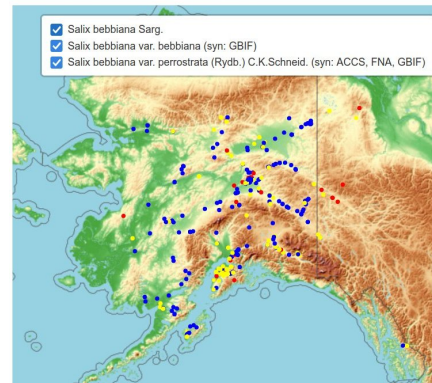 Salix bebbiana Sarg.
Salix bebbiana var. bebbiana (syn: GBIF)
Salix bebbiana var. perrostrata (Rydb.) C.K.Schneid. (syn: ACCS, FNA, GBIF)